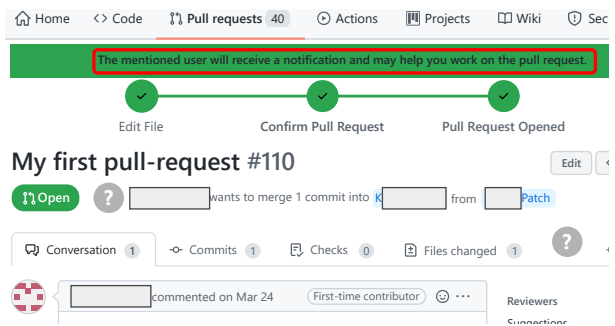 Home <> Code Pull requests 40 Actions Projects Wiki Sec
The mentioned user will receive a notification and may help you work on the pull request.
Edit File Confirm Pull Request Pull Request Opened
My first pull-request #110 Edit
Open ? wants to merge 1 commit into K from Patch
Conversation 1 Commits 1 Checks 0 Files changed 1 ?
commented on Mar 24 First-time contributor ...
Reviewers
Suggestions